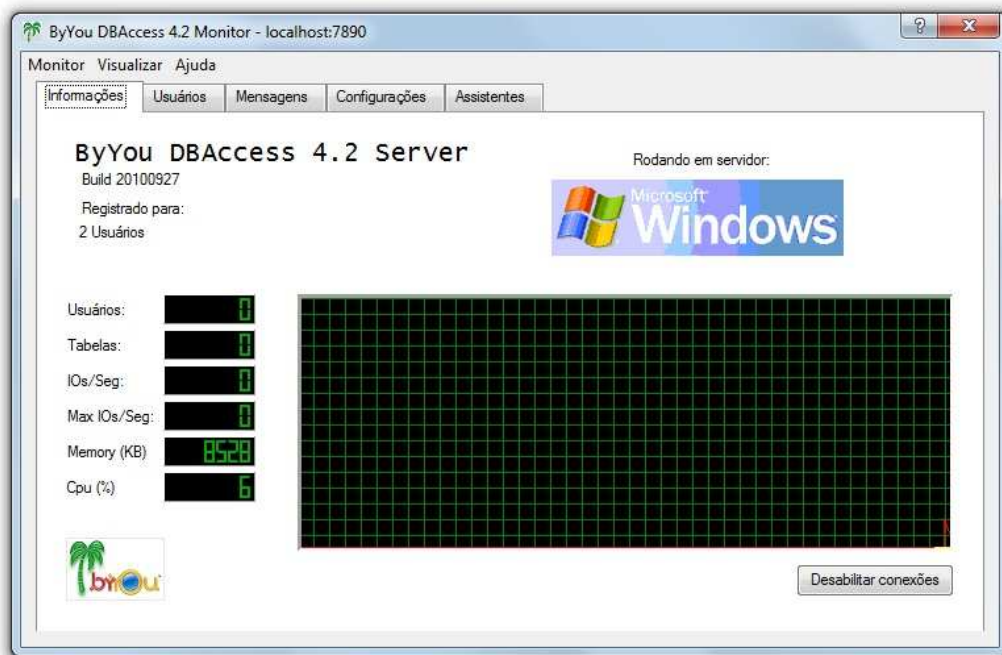 ByYou DBAccess 4.2 Monitor - localhost:7890
Monitor Visualizar Ajuda
Informações Usuários Mensagens Configurações Assistentes
ByYou DBAccess 4.2 Server
Build 20100927
Registrado para:
2 Usuários
Rodando em servidor:
Microsoft
Windows
Usuários: 0
Tabelas: 0
IOs/Seg: 0
Max IOs/Seg: 0
Memory (KB) 8528
Cpu (%) 6
byYou
Desabilitar conexões